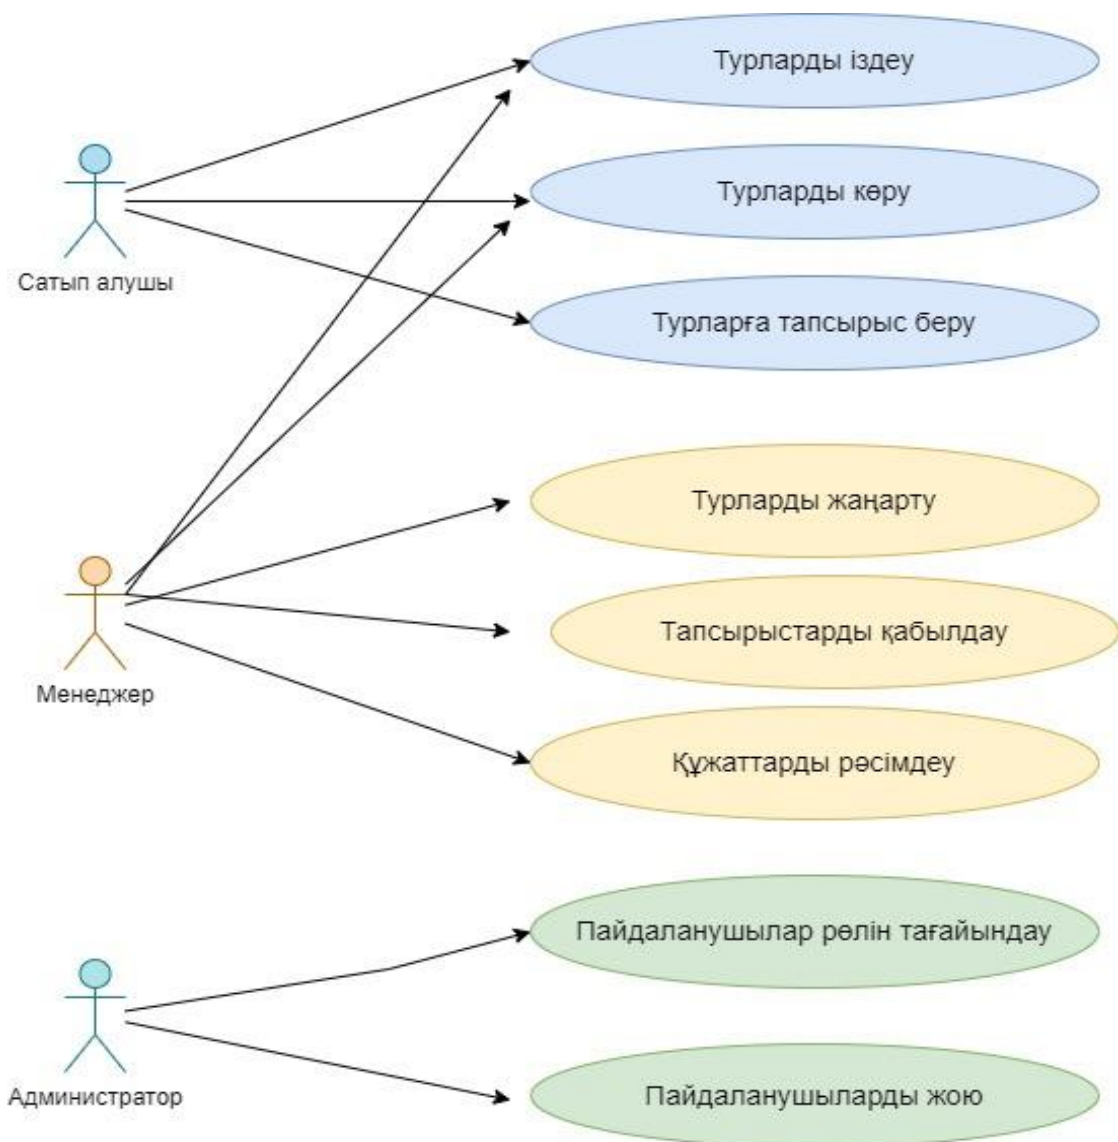 Турларды іздеу
Турларды көру
Сатып алушы
Турларға тапсырыс беру
Турларды жаңарту
Тапсырыстарды қабылдау
Менеджер
Құжаттарды рәсімдеу
Пайдаланушылар рөлін тағайындау
Администратор
Пайдаланушыларды жою